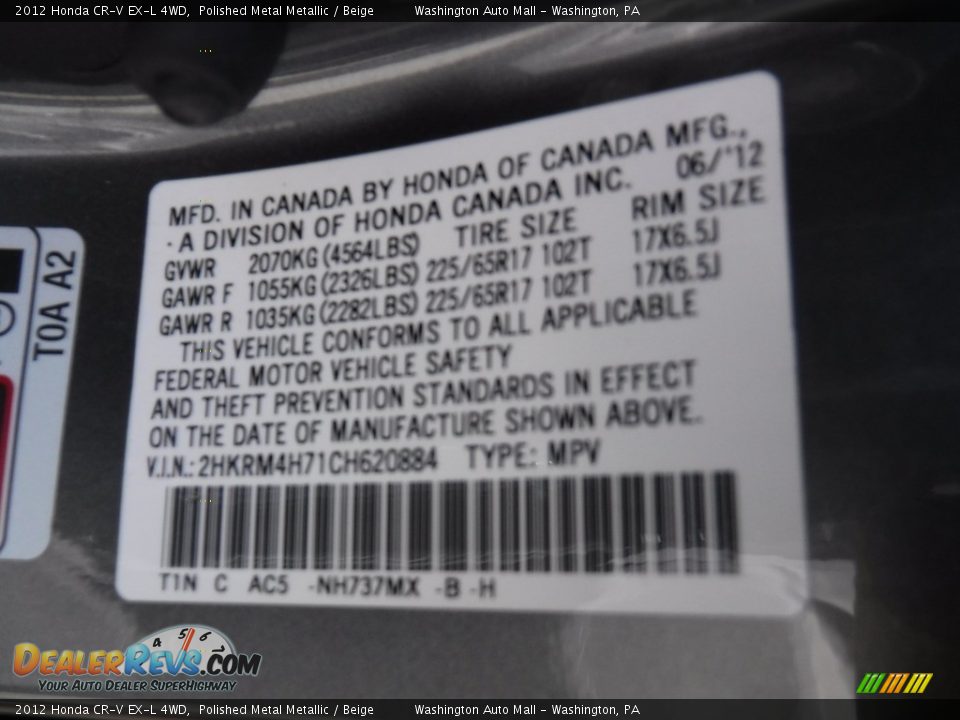 2012 Honda CR-V EX-L 4WD, Polished Metal Metallic / Beige Washington Auto Mall - Washington, PA
MFD. IN CANADA BY HONDA OF CANADA MFG.,
- A DIVISION OF HONDA CANADA INC. 06/'12
GVWR 2070KG (4564LBS) TIRE SIZE RIM SIZE
GAWR F 1055KG (2326LBS) 225/65R17 102T 17X6.5J
GAWR R 1035KG (2282LBS) 225/65R17 102T 17X6.5J
THIS VEHICLE CONFORMS TO ALL APPLICABLE
FEDERAL MOTOR VEHICLE SAFETY
AND THEFT PREVENTION STANDARDS IN EFFECT
ON THE DATE OF MANUFACTURE SHOWN ABOVE.
V.I.N.: 2HKRM4H71CH620884 TYPE: MPV
T1N C AC5 -NH737MX -B -H
T0A A2
4 5 6
DEALERREVS.COM
YOUR AUTO DEALER SUPERHIGHWAY
2012 Honda CR-V EX-L 4WD, Polished Metal Metallic / Beige Washington Auto Mall - Washington, PA